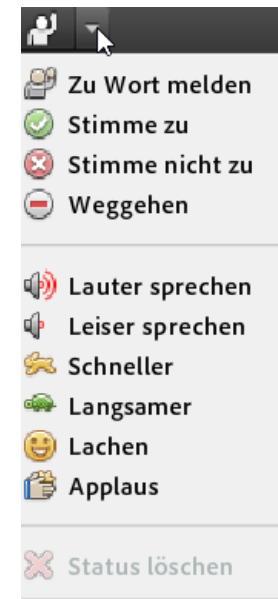 Zu Wort melden
Stimme zu
Stimme nicht zu
Weggehen
Lauter sprechen
Leiser sprechen
Schneller
Langsamer
Lachen
Applaus
Status löschen